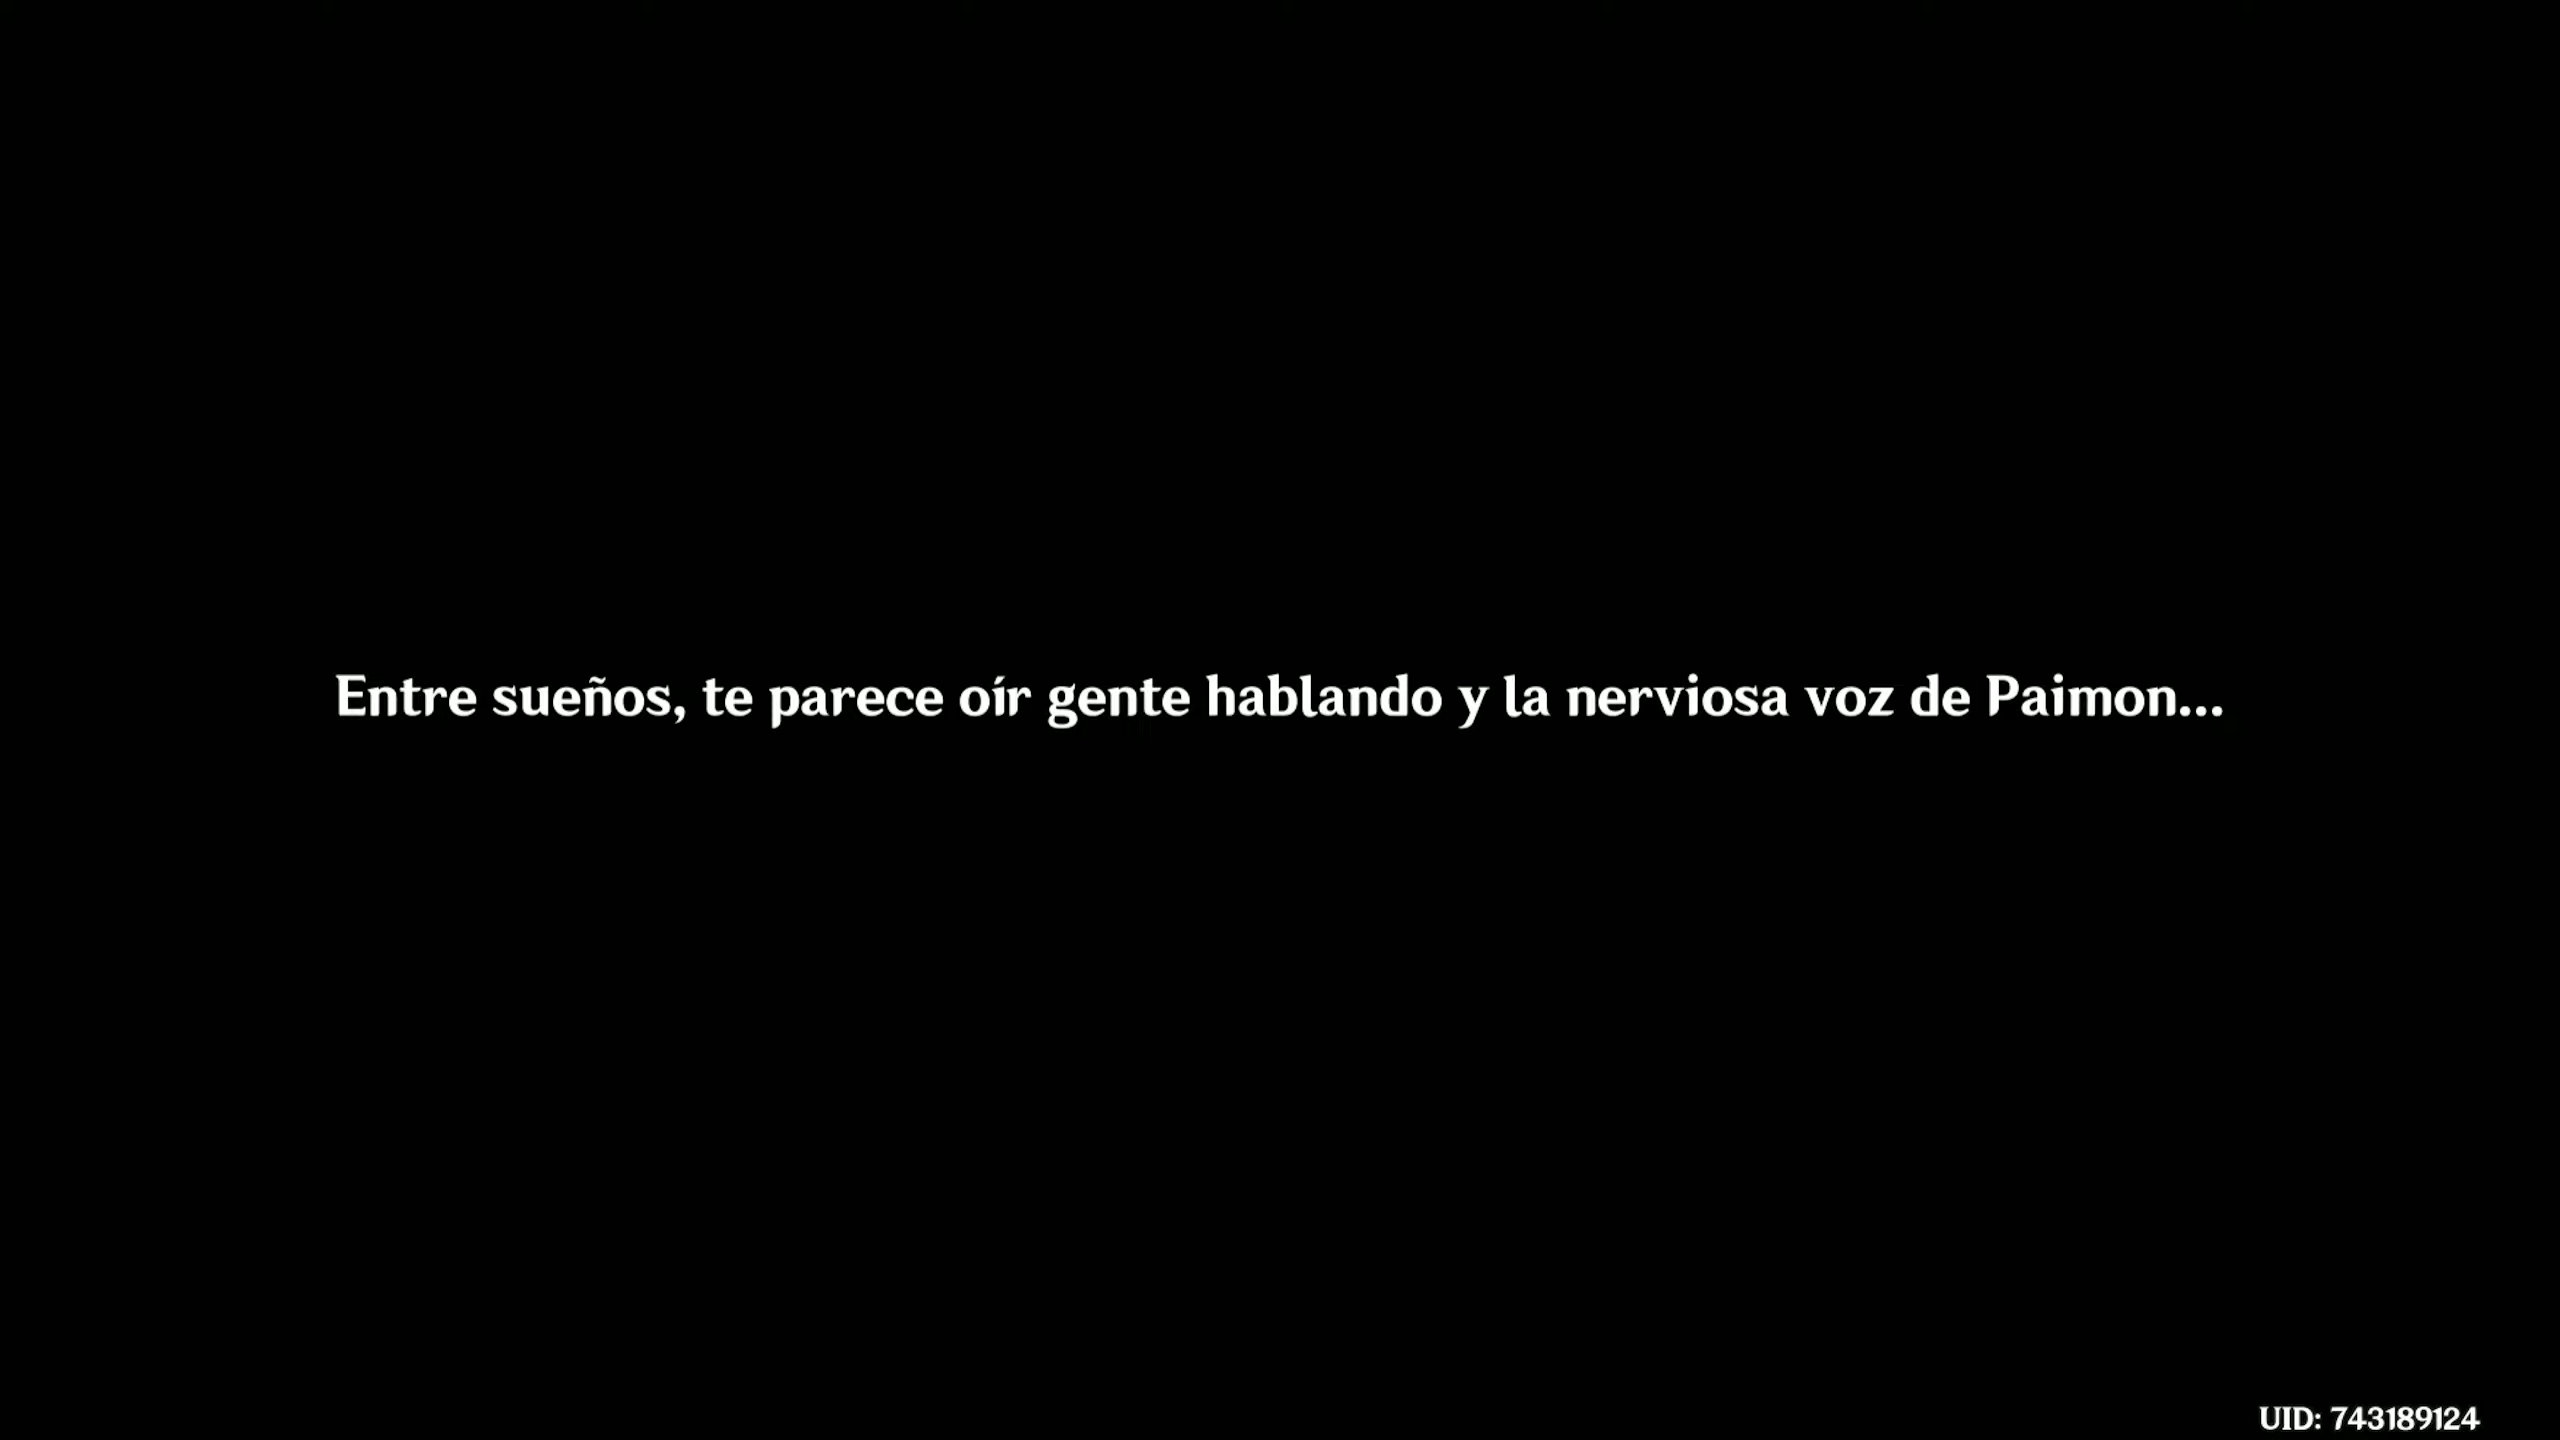 Entre sueños, te parece oír gente hablando y la nerviosa voz de Paimon...
UID: 743189124